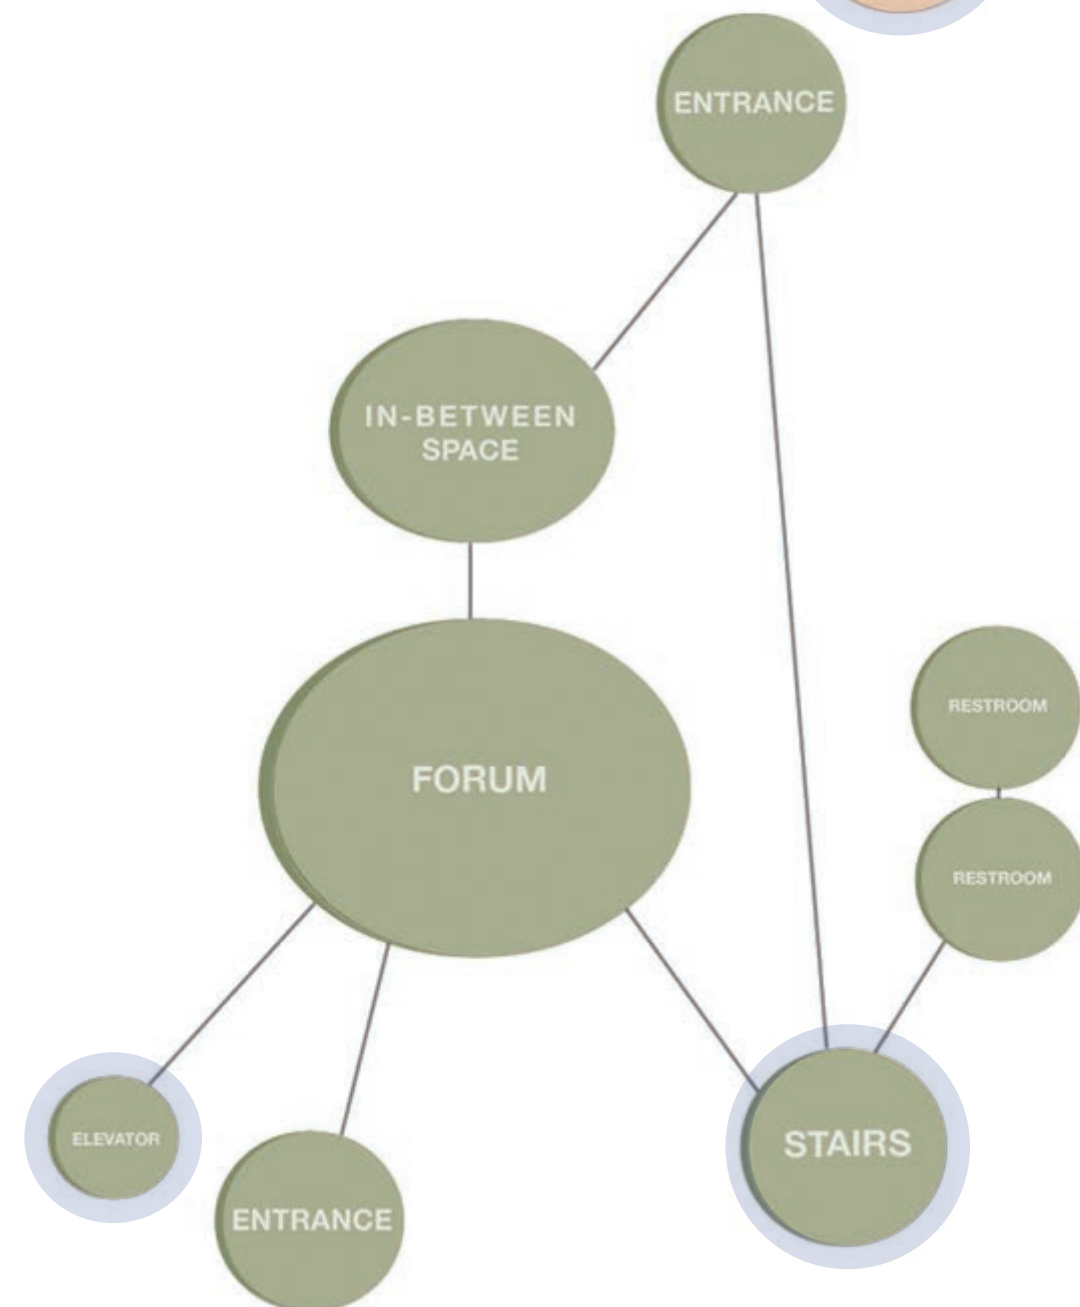 ENTRANCE
IN-BETWEEN
SPACE
FORUM
RESTROOM
RESTROOM
ELEVATOR
STAIRS
ENTRANCE